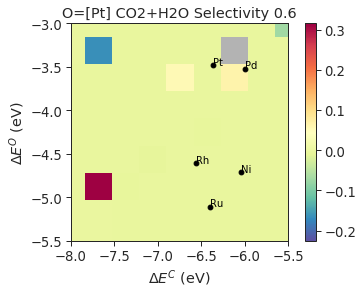 O=[Pt] CO2+H2O Selectivity 0.6
−3.0
−3.5
−4.0
−4.5
−5.0
−5.5
ΔE^O (eV)
Pt
Pd
Rh
Ni
Ru
−8.0 −7.5 −7.0 −6.5 −6.0 −5.5
ΔE^C (eV)
0.3
0.2
0.1
0.0
−0.1
−0.2